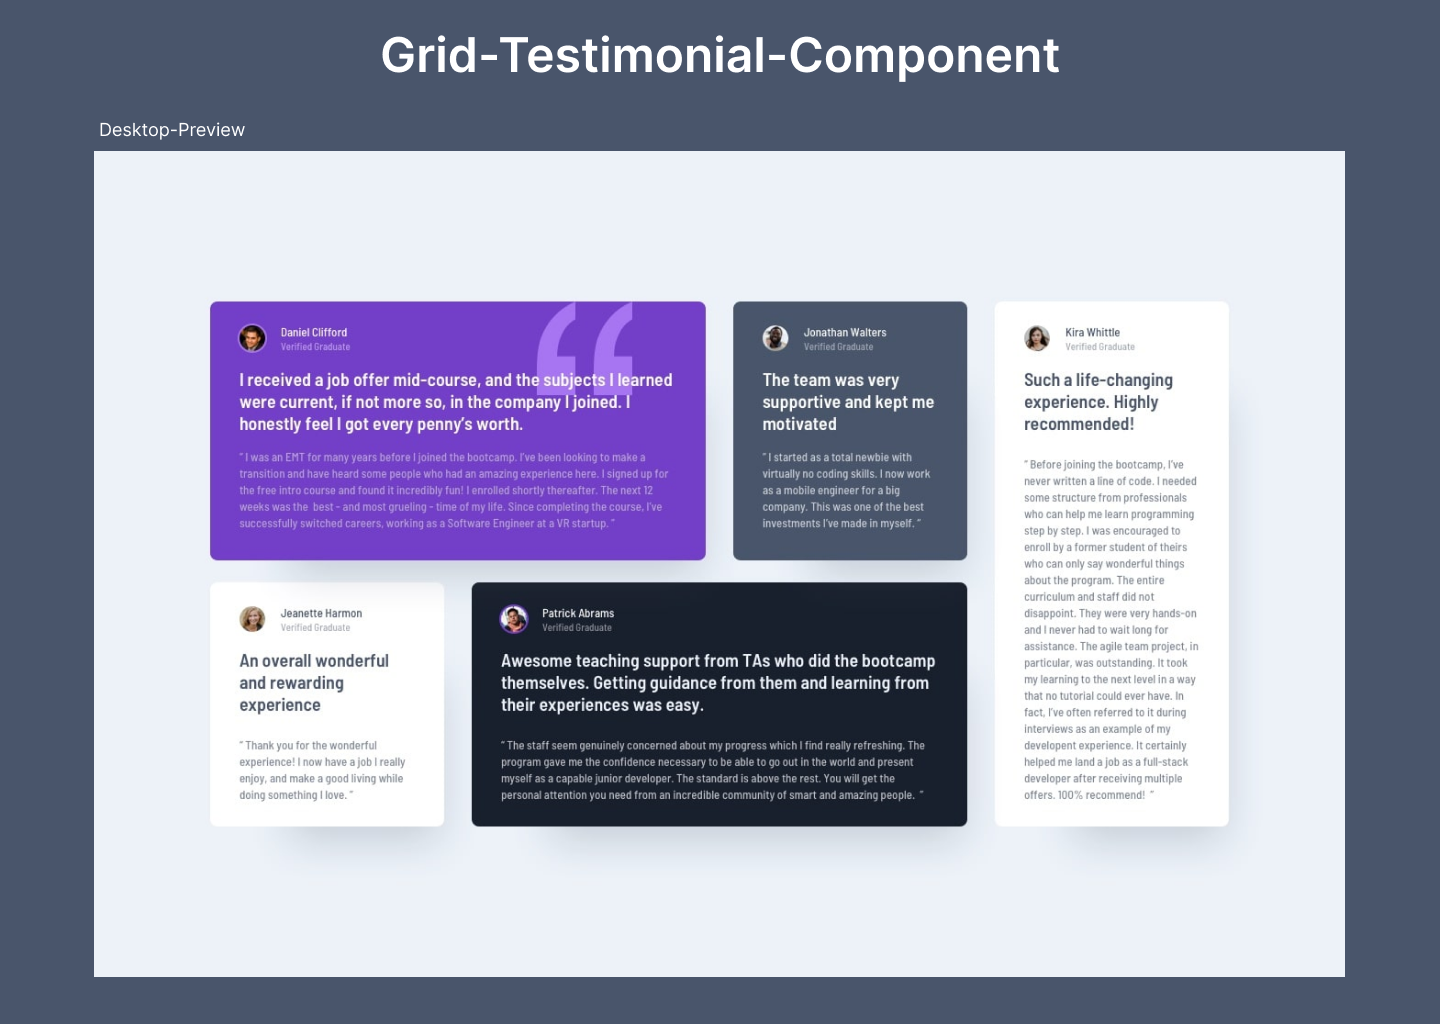 Grid-Testimonial-Component
Desktop-Preview
Daniel Clifford
Verified Graduate
I received a job offer mid-course, and the subjects I learned
were current, if not more so, in the company I joined. I
honestly feel I got every penny’s worth.
“ I was an EMT for many years before I joined the bootcamp. I’ve been looking to make a
transition and have heard some people who had an amazing experience here. I signed up for
the free intro course and found it incredibly fun! I enrolled shortly thereafter. The next 12
weeks was the best - and most grueling - time of my life. Since completing the course, I’ve
successfully switched careers, working as a Software Engineer at a VR startup. ”
Jonathan Walters
Verified Graduate
The team was very
supportive and kept me
motivated
“ I started as a total newbie with
virtually no coding skills. I now work
as a mobile engineer for a big
company. This was one of the best
investments I’ve made in myself. ”
Kira Whittle
Verified Graduate
Such a life-changing
experience. Highly
recommended!
“ Before joining the bootcamp, I’ve
never written a line of code. I needed
some structure from professionals
who can help me learn programming
step by step. I was encouraged to
enroll by a former student of theirs
who can only say wonderful things
about the program. The entire
curriculum and staff did not
disappoint. They were very hands-on
and I never had to wait long for
assistance. The agile team project, in
particular, was outstanding. It took
my learning to the next level in a way
that no tutorial could ever have. In
fact, I’ve often referred to it during
interviews as an example of my
developent experience. It certainly
helped me land a job as a full-stack
developer after receiving multiple
offers. 100% recommend! ”
Jeanette Harmon
Verified Graduate
An overall wonderful
and rewarding
experience
“ Thank you for the wonderful
experience! I now have a job I really
enjoy, and make a good living while
doing something I love. ”
Patrick Abrams
Verified Graduate
Awesome teaching support from TAs who did the bootcamp
themselves. Getting guidance from them and learning from
their experiences was easy.
“ The staff seem genuinely concerned about my progress which I find really refreshing. The
program gave me the confidence necessary to be able to go out in the world and present
myself as a capable junior developer. The standard is above the rest. You will get the
personal attention you need from an incredible community of smart and amazing people. ”